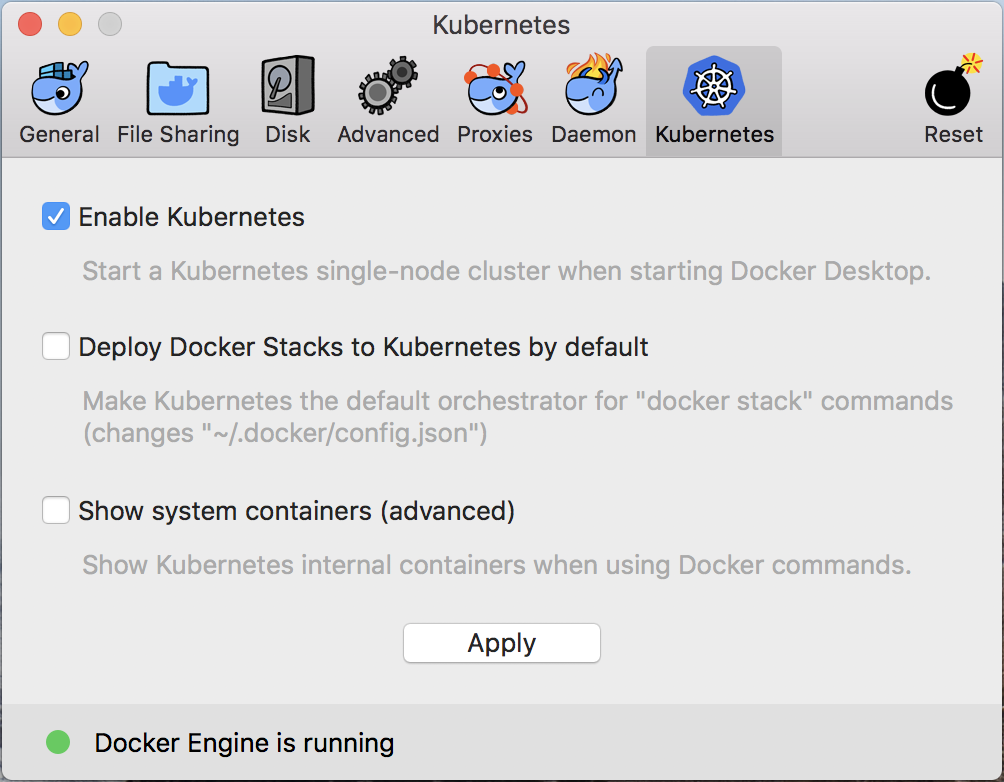 Kubernetes
General File Sharing Disk Advanced Proxies Daemon Kubernetes Reset
Enable Kubernetes
Start a Kubernetes single-node cluster when starting Docker Desktop.
Deploy Docker Stacks to Kubernetes by default
Make Kubernetes the default orchestrator for "docker stack" commands
(changes "~/.docker/config.json")
Show system containers (advanced)
Show Kubernetes internal containers when using Docker commands.
Apply
Docker Engine is running